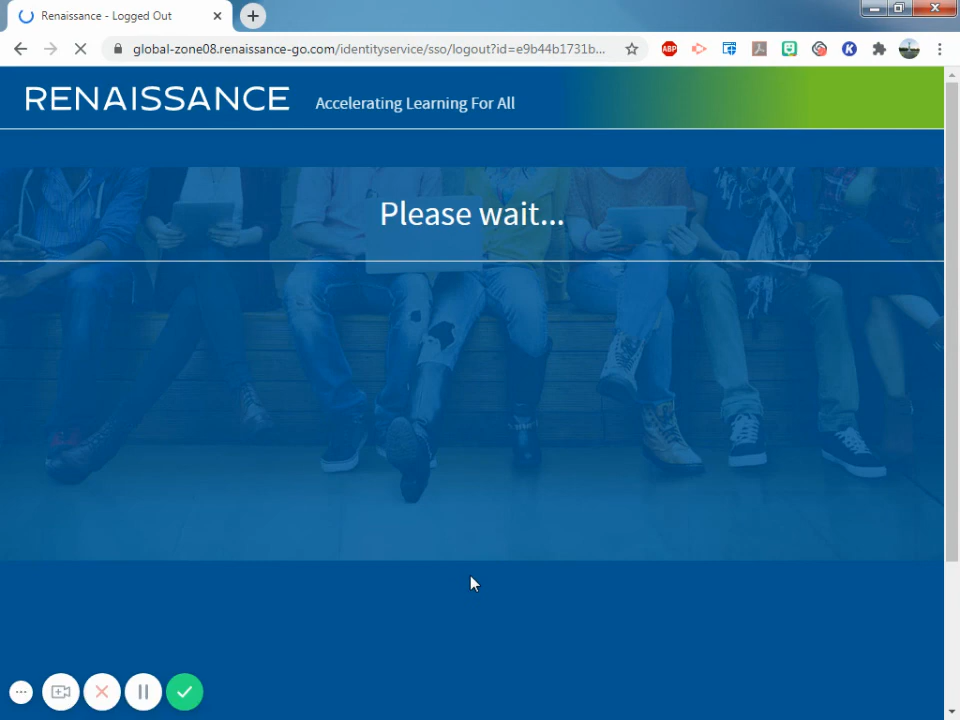 Renaissance - Logged Out
global-zone08.renaissance-go.com/identityservice/sso/logout?id=e9b44b1731b...
ABP
K
RENAISSANCE
Accelerating Learning For All
Please wait...